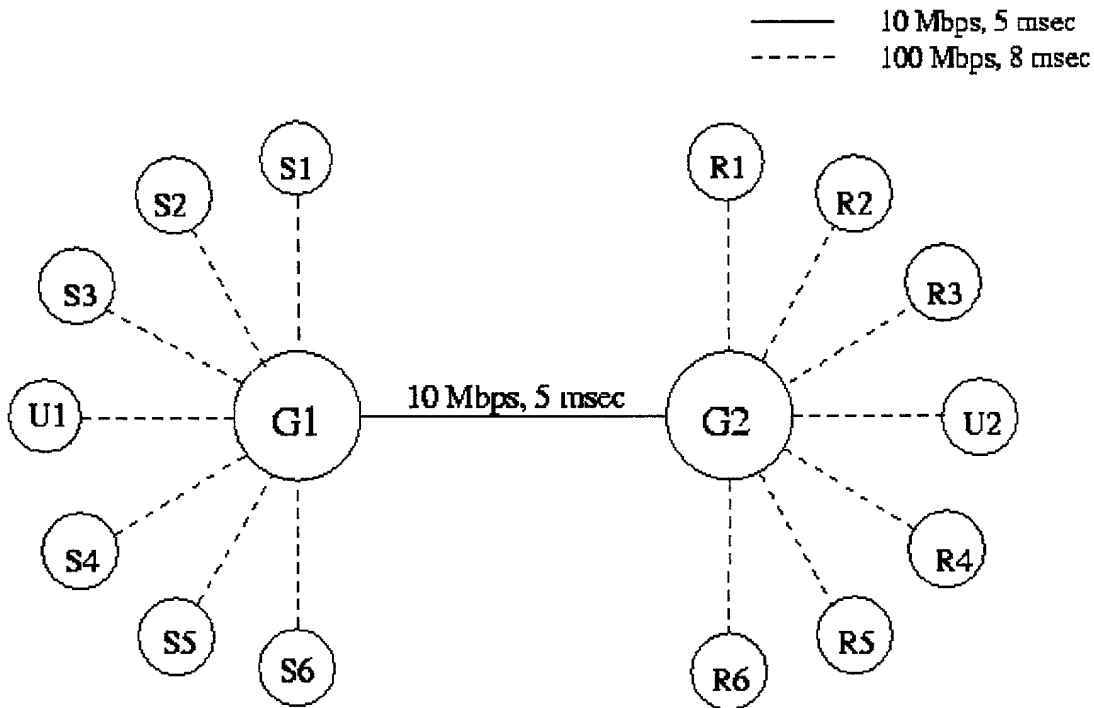 10 Mbps, 5 msec
100 Mbps, 8 msec
S1
R1
S2
R2
S3
R3
U1
G1
10 Mbps, 5 msec
G2
U2
S4
R4
S5
R5
S6
R6